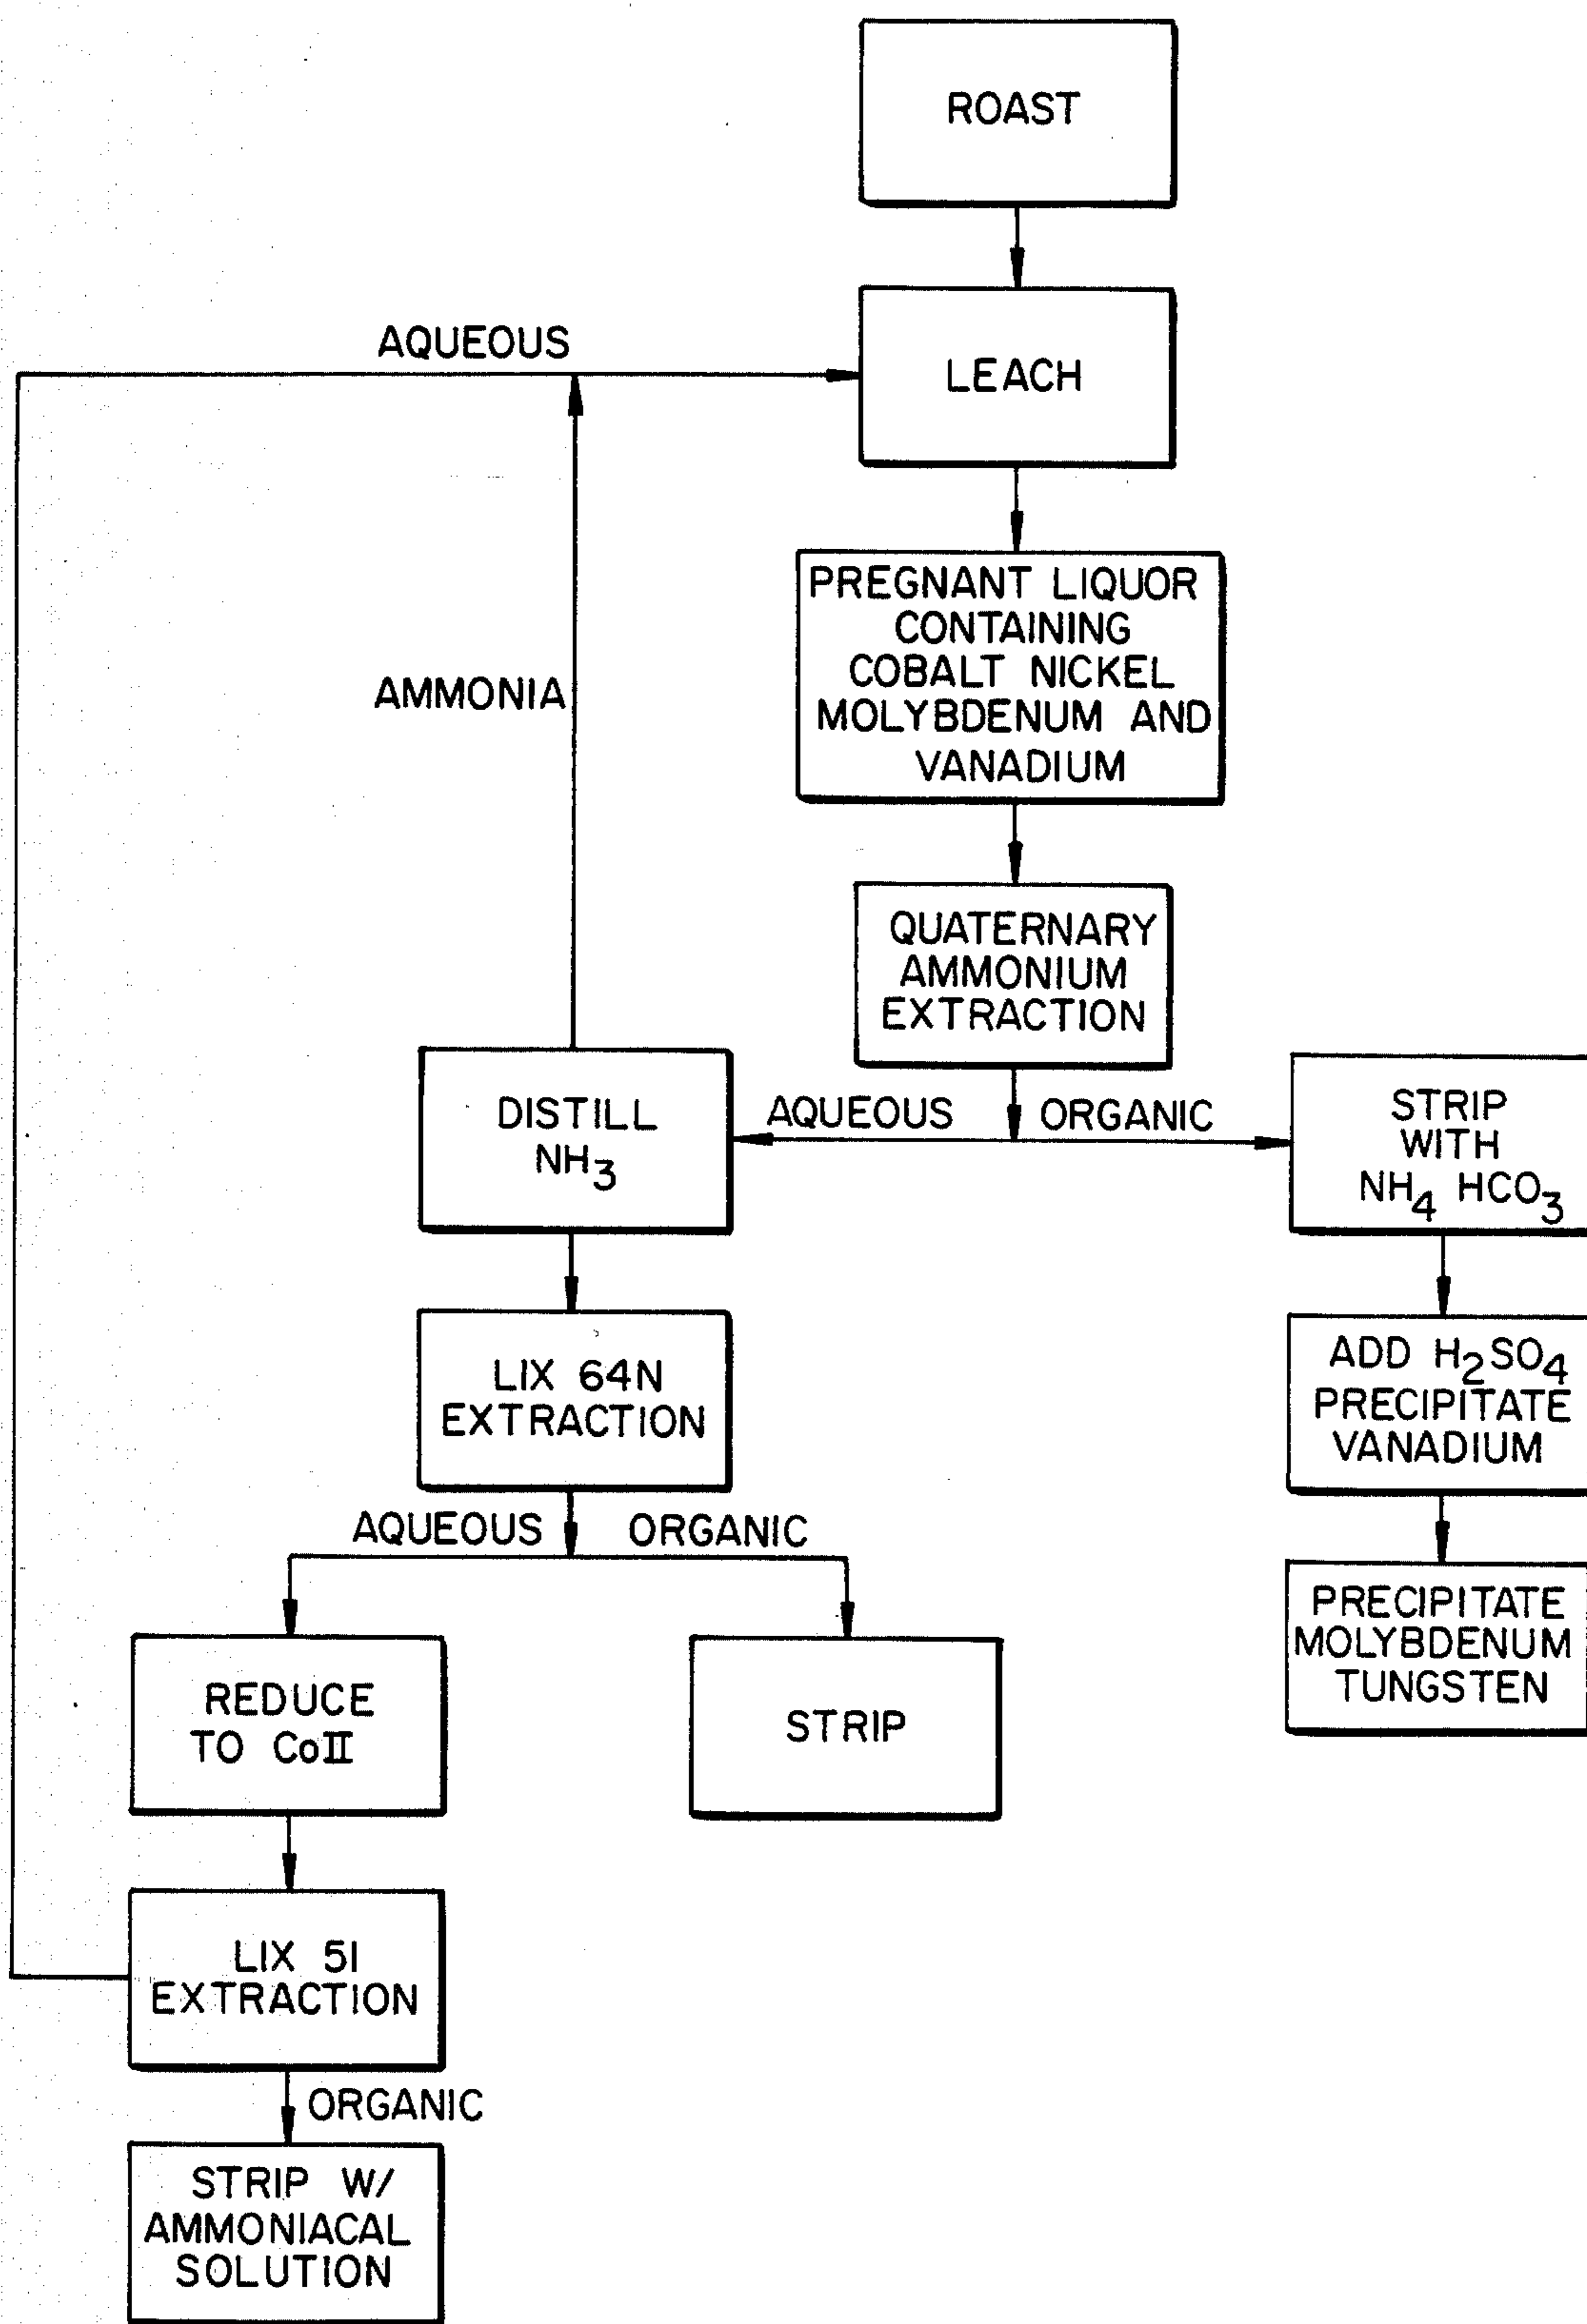 ROAST
AQUEOUS
LEACH
PREGNANT LIQUOR
CONTAINING
COBALT NICKEL
MOLYBDENUM AND
VANADIUM
AMMONIA
QUATERNARY
AMMONIUM
EXTRACTION
DISTILL
NH3
AQUEOUS
ORGANIC
STRIP
WITH
NH4 HCO3
LIX 64N
EXTRACTION
ADD H2SO4
PRECIPITATE
VANADIUM
AQUEOUS
ORGANIC
PRECIPITATE
MOLYBDENUM
TUNGSTEN
REDUCE
TO CoII
STRIP
LIX 51
EXTRACTION
ORGANIC
STRIP W/
AMMONIACAL
SOLUTION